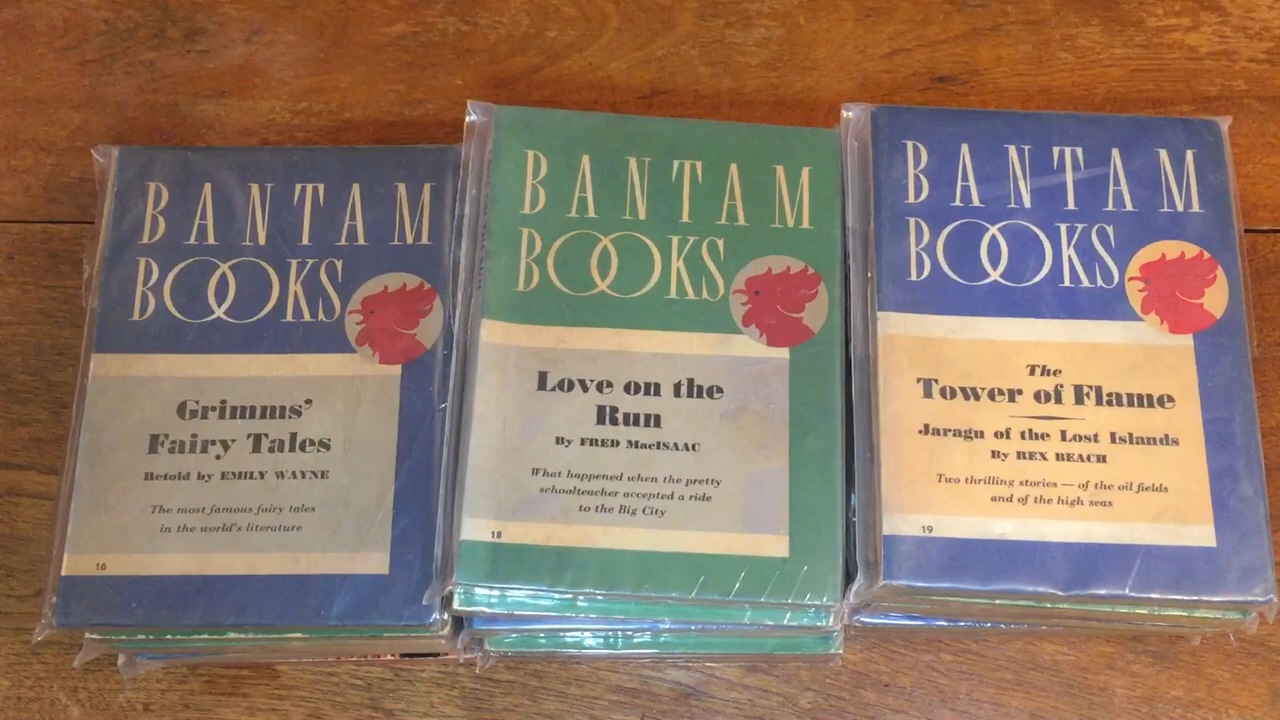 BANTAM
BOOKS
Grimms'
Fairy Tales
Retold by EMILY WAYNE
The most famous fairy tales
in the world's literature
16
BANTAM
BOOKS
Love on the
Run
By FRED MacISAAC
What happened when the pretty
schoolteacher accepted a ride
to the Big City
18
BANTAM
BOOKS
The
Tower of Flame
Jaragu of the Lost Islands
By REX BEACH
Two thrilling stories — of the oil fields
and of the high seas
19